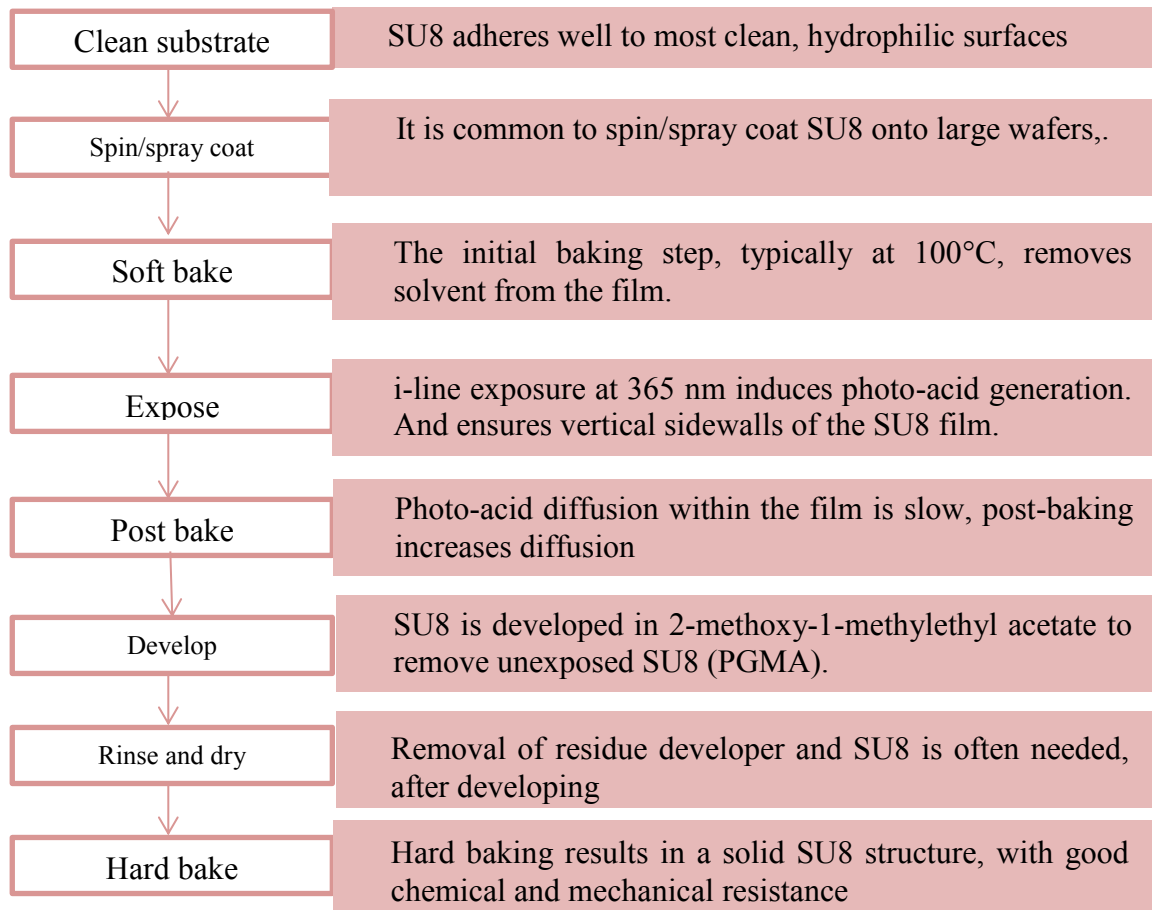 Clean substrate
SU8 adheres well to most clean, hydrophilic surfaces
Spin/spray coat
It is common to spin/spray coat SU8 onto large wafers,.
Soft bake
The initial baking step, typically at 100°C, removes
solvent from the film.
Expose
i-line exposure at 365 nm induces photo-acid generation.
And ensures vertical sidewalls of the SU8 film.
Post bake
Photo-acid diffusion within the film is slow, post-baking
increases diffusion
Develop
SU8 is developed in 2-methoxy-1-methylethyl acetate to
remove unexposed SU8 (PGMA).
Rinse and dry
Removal of residue developer and SU8 is often needed,
after developing
Hard bake
Hard baking results in a solid SU8 structure, with good
chemical and mechanical resistance